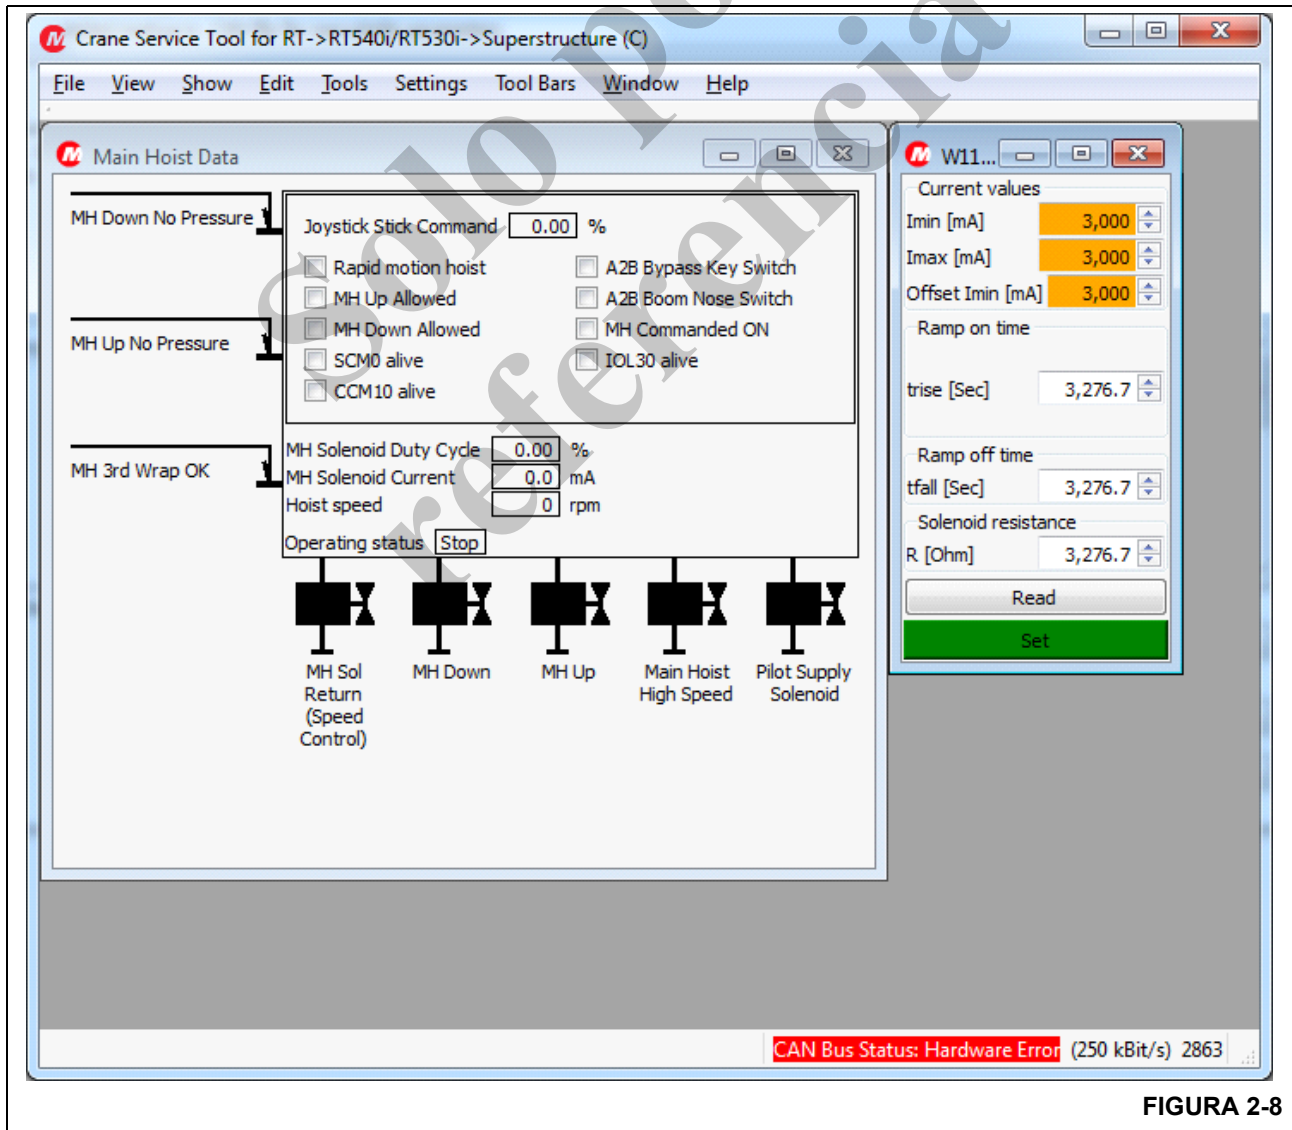 Crane Service Tool for RT->RT540i/RT530i->Superstructure (C)
File View Show Edit Tools Settings Tool Bars Window Help
Main Hoist Data
MH Down No Pressure
MH Up No Pressure
MH 3rd Wrap OK
Joystick Stick Command 0.00 %
Rapid motion hoist
A2B Bypass Key Switch
MH Up Allowed
A2B Boom Nose Switch
MH Down Allowed
MH Commanded ON
SCM0 alive
IOL30 alive
CCM10 alive
MH Solenoid Duty Cycle 0.00 %
MH Solenoid Current 0.0 mA
Hoist speed 0 rpm
Operating status Stop
MH Sol Return (Speed Control)
MH Down
MH Up
Main Hoist High Speed
Pilot Supply Solenoid
W11...
Current values
Imin [mA] 3,000
Imax [mA] 3,000
Offset Imin [mA] 3,000
Ramp on time
trise [Sec] 3,276.7
Ramp off time
tfall [Sec] 3,276.7
Solenoid resistance
R [Ohm] 3,276.7
Read
Set
CAN Bus Status: Hardware Error (250 kBit/s) 2863
FIGURA 2-8
Solo po
referencia